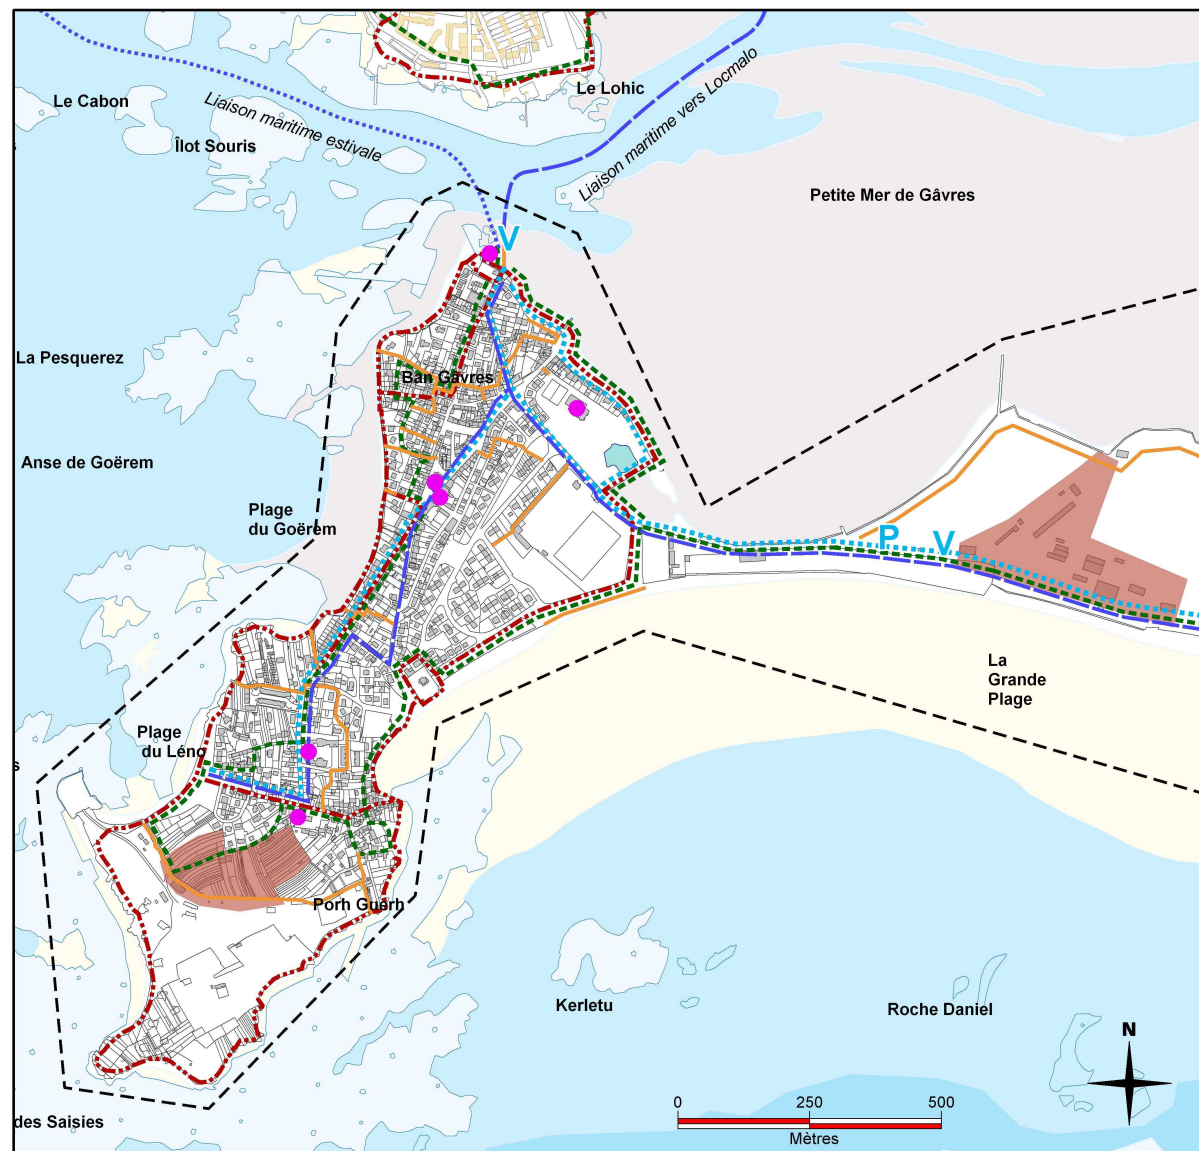 Le Lohic
Le Cabon
Liaison maritime estivale
Liaison maritime vers Locmalo
Îlot Souris
Petite Mer de Gâvres
V
La Pesquerez
Ban Gâvres
Anse de Goërem
Plage
du Goërem
P V
La
Grande
Plage
Plage
du Léno
Porh Guerh
Kerletu
Roche Daniel
N
des Saisies
0 250 500
Mètres